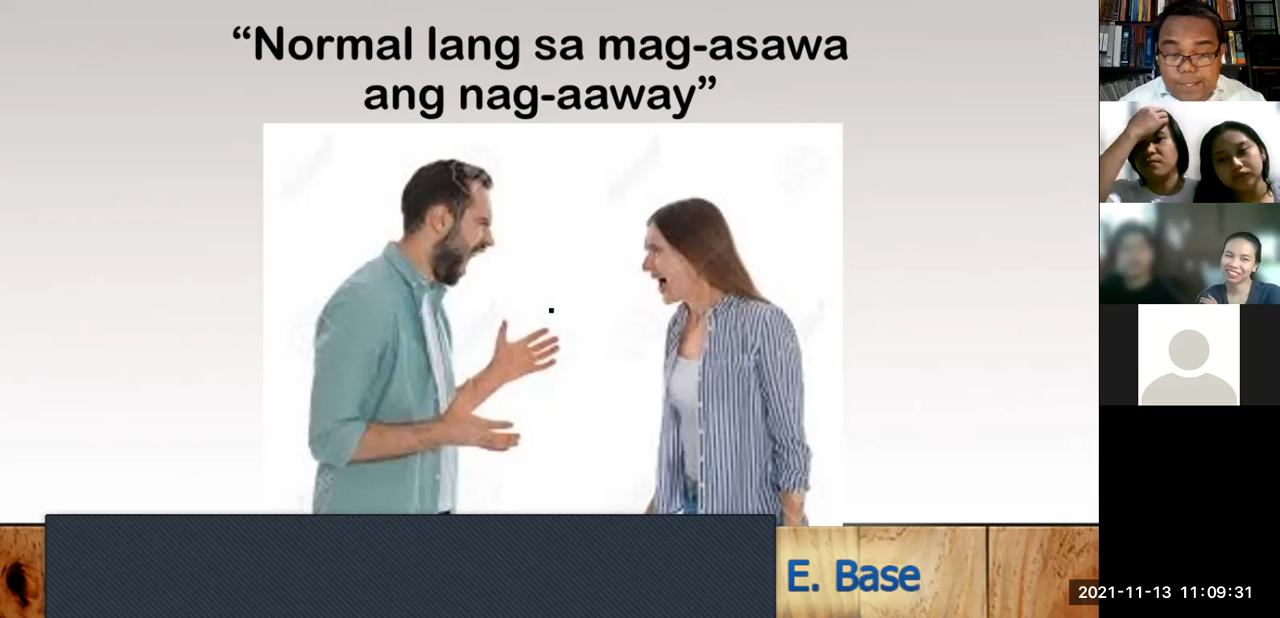 “Normal lang sa mag-asawa
ang nag-aaway”
E. Base
2021-11-13 11:09:31